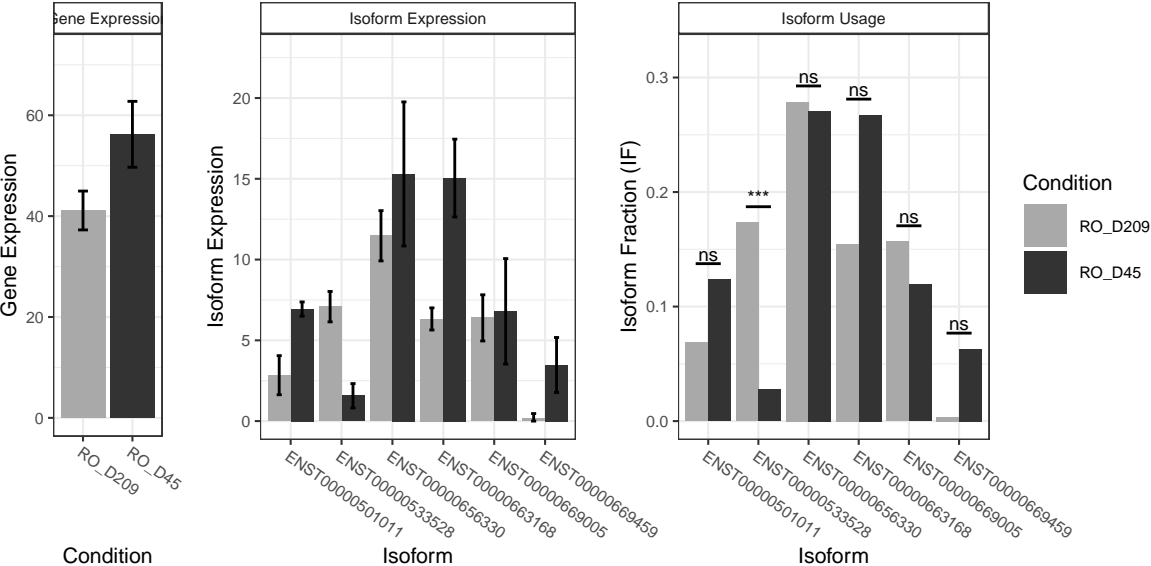 Gene Expression
Isoform Expression
Isoform Usage
Gene Expression
60
40
20
0
RO_D209
RO_D45
Condition
Isoform Expression
20
15
10
5
0
ENST00000501011
ENST00000533528
ENST00000656330
ENST00000663168
ENST00000669005
ENST00000669459
Isoform
Isoform Fraction (IF)
0.3
0.2
0.1
0.0
ns
***
ns
ns
ns
ns
ENST00000501011
ENST00000533528
ENST00000656330
ENST00000663168
ENST00000669005
ENST00000669459
Isoform
Condition
RO_D209
RO_D45